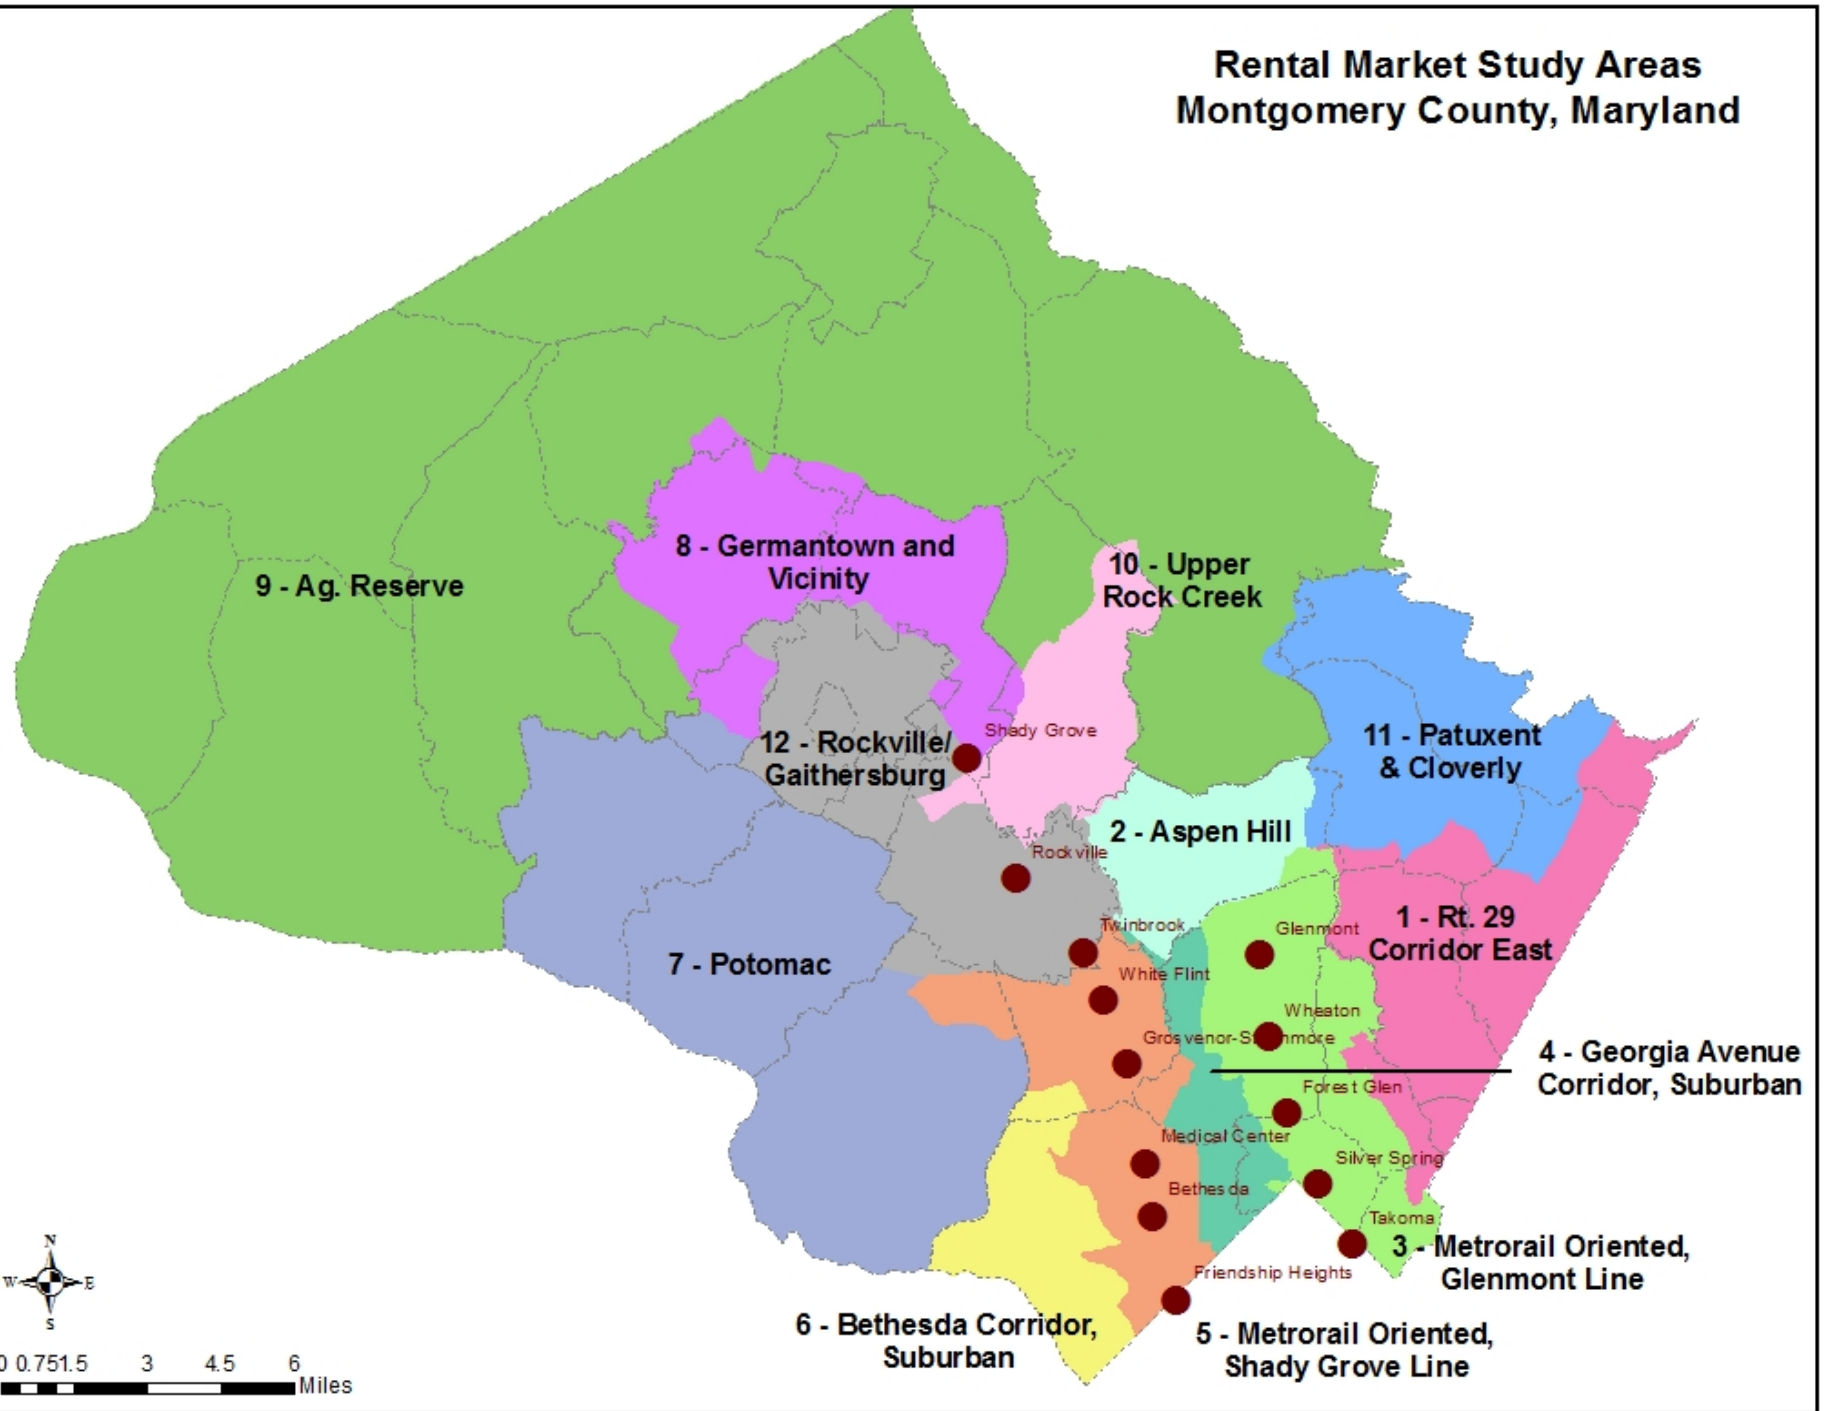 Rental Market Study Areas
Montgomery County, Maryland
8 - Germantown and
Vicinity
10 - Upper
Rock Creek
9 - Ag. Reserve
Shady Grove
12 - Rockville/
Gaithersburg
11 - Patuxent
& Cloverly
2 - Aspen Hill
Rockville
1 - Rt. 29
Corridor East
Twinbrook
Glenmont
7 - Potomac
White Flint
Wheaton
Grosvenor-S
hmore
4 - Georgia Avenue
Corridor, Suburban
Forest Glen
Medical Center
Silver Spring
Bethesda
Takoma
3 - Metrorail Oriented,
Glenmont Line
Friendship Heights
6 - Bethesda Corridor,
Suburban
5 - Metrorail Oriented,
Shady Grove Line
N
W
E
S
0 0.751.5 3 4.5 6
Miles